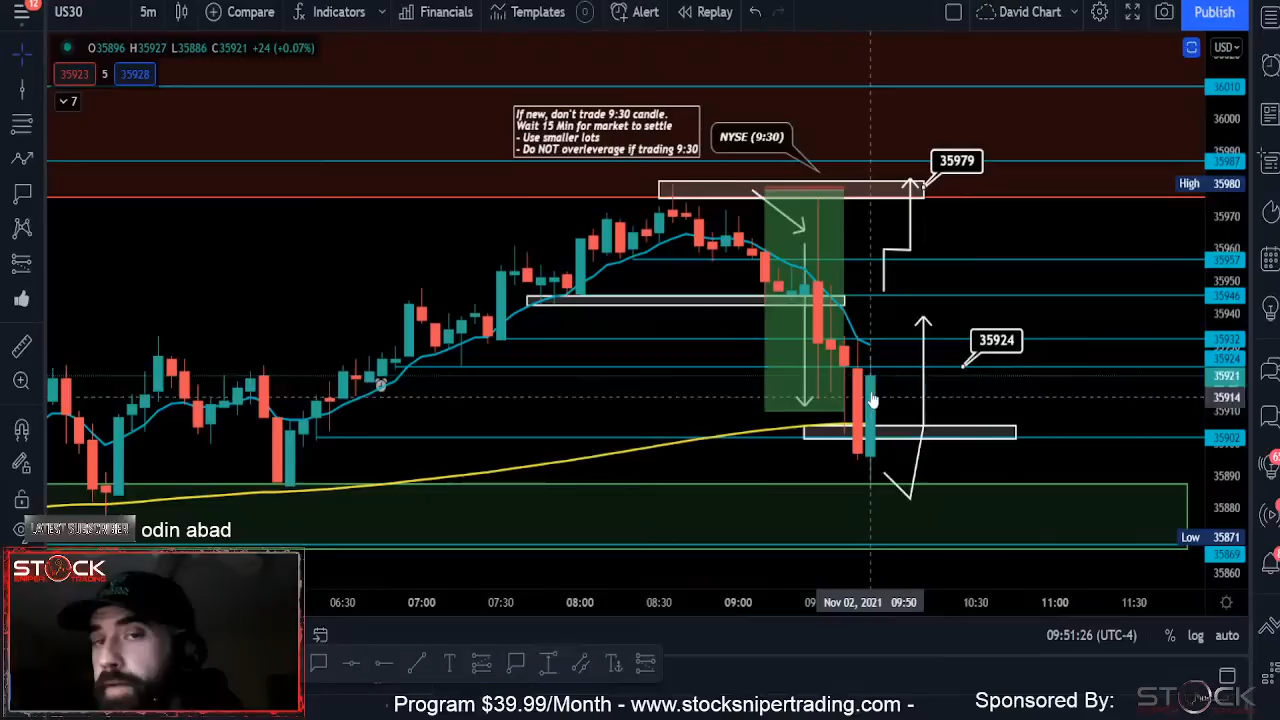 12
US30
5m
Compare
Indicators
Financials
Templates
Alert
Replay
David Chart
Publish
O35896 H35927 L35886 C35921 +24 (+0.07%)
35923 5 35928
7
USD
36010
36000
35987
High 35980
35970
35960
35957
35946
35940
35932
35924
35921
35914
35910
35902
35890
35880
Low 35871
35869
35860
If new, don't trade 9:30 candle.
Wait 15 Min for market to settle
- Use smaller lots
- Do NOT overleverage if trading 9:30
NYSE (9:30)
35979
35924
LATEST SUBSCRIBER odin abad
STOCK
SNIPER TRADING
06:30 07:00 07:30 08:00 08:30 09:00 Nov 02, 2021 09:50 10:30 11:00 11:30
09:51:26 (UTC-4) % log auto
Program $39.99/Month - www.stocksnipertrading.com -
Sponsored By:
STOCK